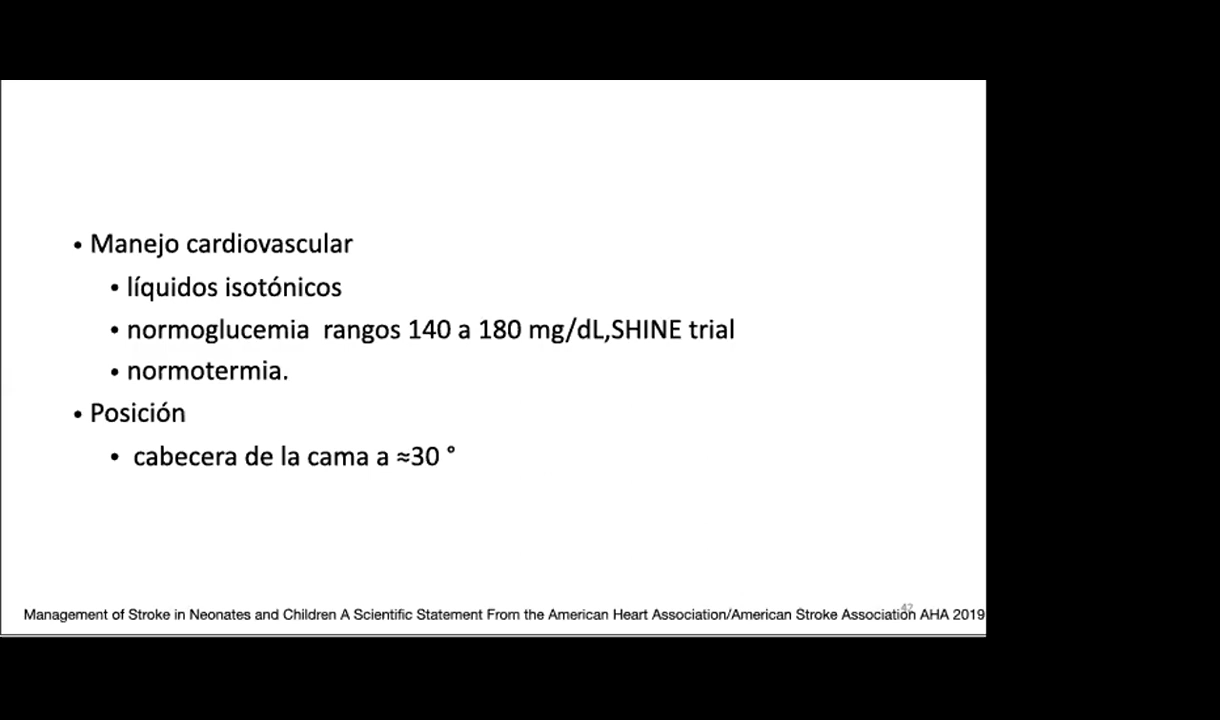 • Manejo cardiovascular
• líquidos isotónicos
• normoglucemia  rangos 140 a 180 mg/dL,SHINE trial
• normotermia.
• Posición
• cabecera de la cama a ≈30 °
42
Management of Stroke in Neonates and Children A Scientific Statement From the American Heart Association/American Stroke Association AHA 2019